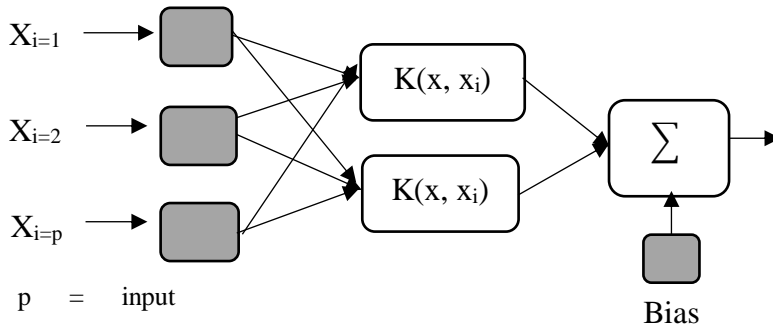 X_{i=1}
K(x, x_i)
X_{i=2}
∑
K(x, x_i)
X_{i=p}
p = input
Bias